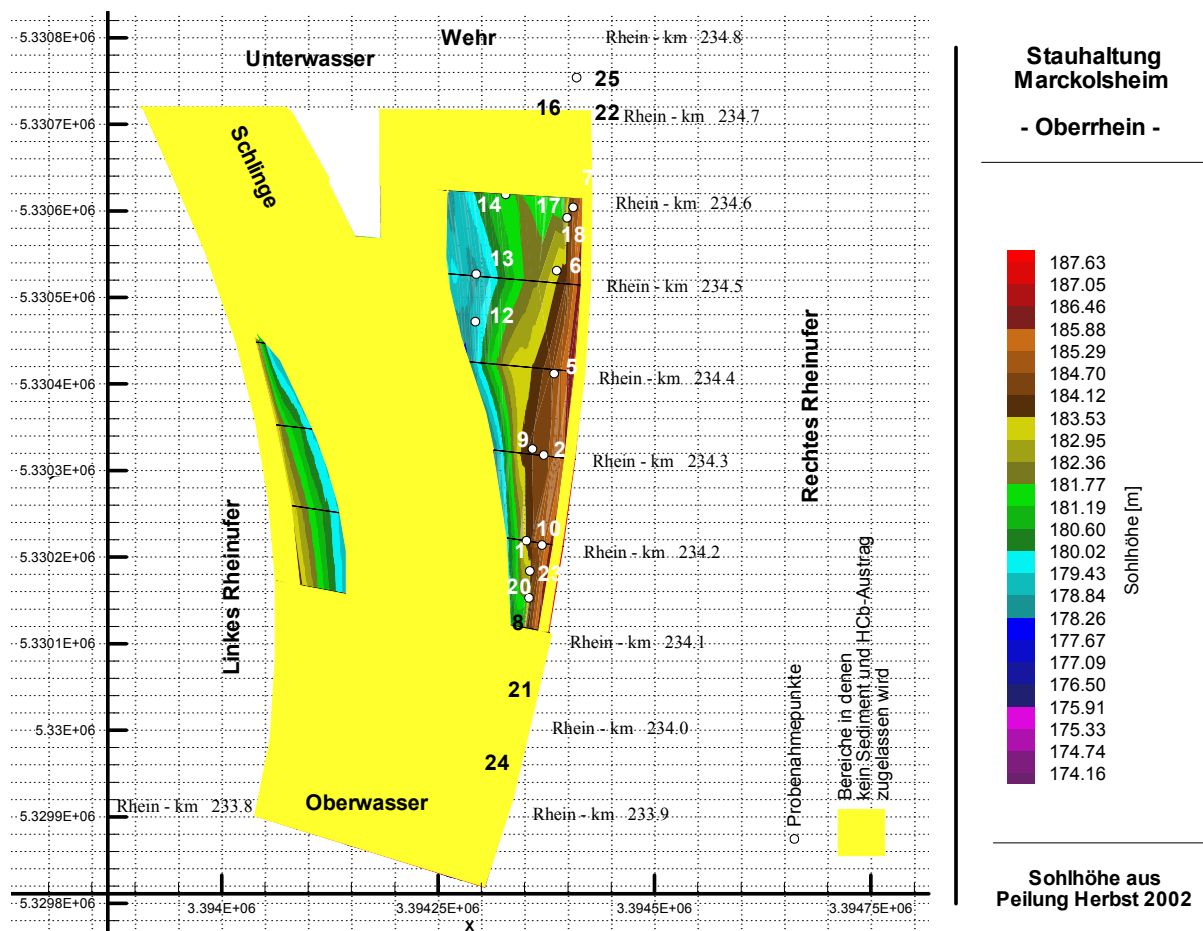 5.3308E+06
5.3307E+06
5.3306E+06
5.3305E+06
5.3304E+06
5.3303E+06
5.3302E+06
5.3301E+06
5.33E+06
5.3299E+06
5.3298E+06
Y
3.394E+06
3.39425E+06
3.3945E+06
3.39475E+06
x
Wehr
Unterwasser
Schlinge
Linkes Rheinufer
Rechtes Rheinufer
Oberwasser
Rhein - km 234.8
Rhein - km 234.7
Rhein - km 234.6
Rhein - km 234.5
Rhein - km 234.4
Rhein - km 234.3
Rhein - km 234.2
Rhein - km 234.1
Rhein - km 234.0
Rhein - km 233.9
Rhein - km 233.8
25
16
22
7
14
17
18
13
6
12
5
9
2
10
1
23
20
8
21
24
Probenahmepunkte
Bereiche in denen
kein Sediment und HCb-Austrag
zugelassen wird
Stauhaltung
Marckolsheim
- Oberrhein -
187.63
187.05
186.46
185.88
185.29
184.70
184.12
183.53
182.95
182.36
181.77
181.19
180.60
180.02
179.43
178.84
178.26
177.67
177.09
176.50
175.91
175.33
174.74
174.16
Sohlhöhe [m]
Sohlhöhe aus
Peilung Herbst 2002